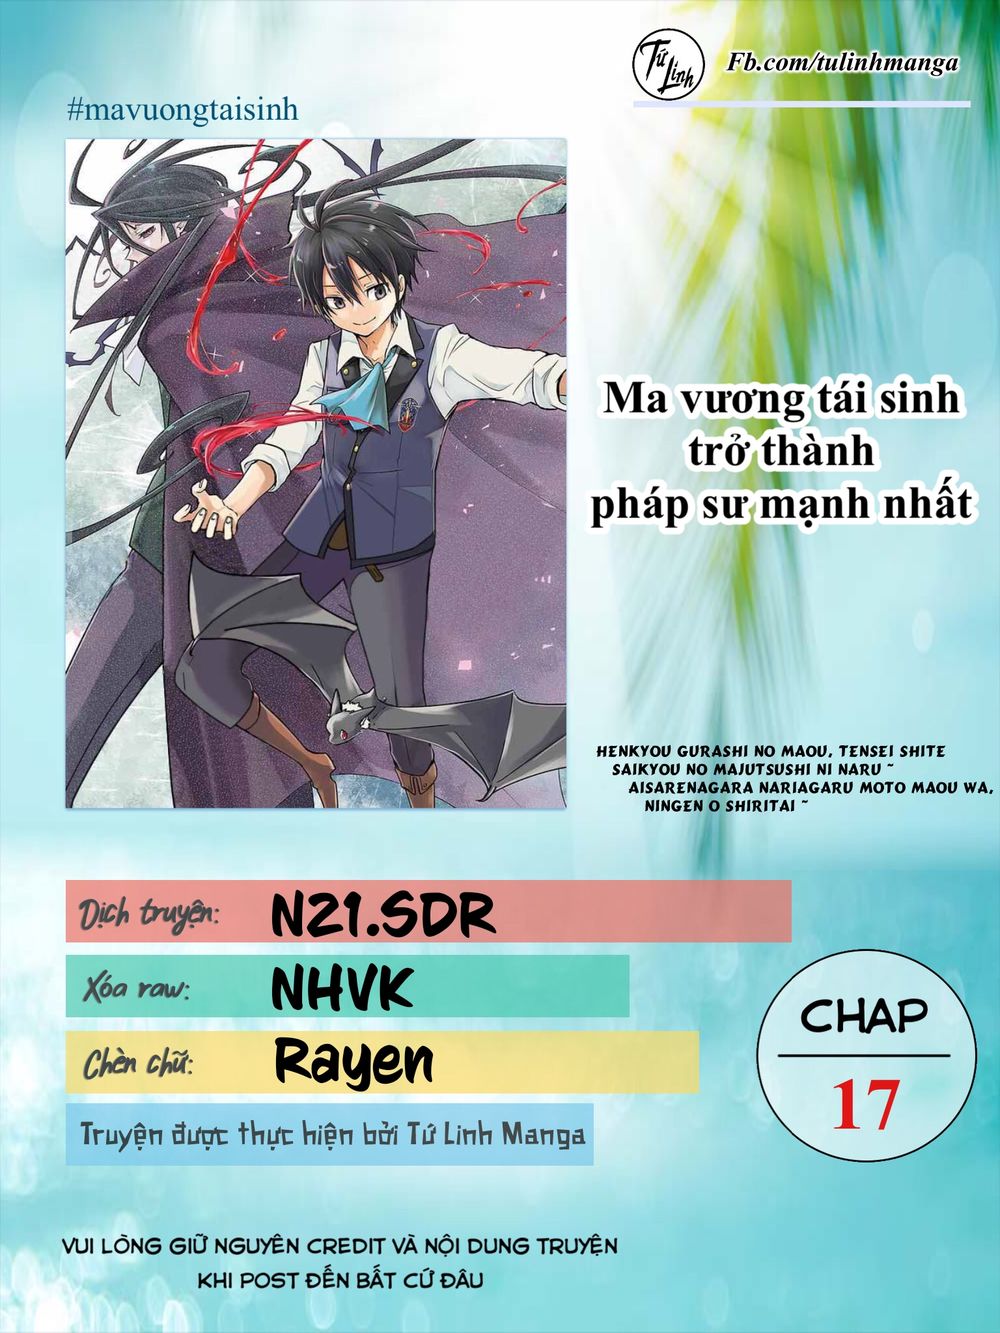 Tứ
Linh
Fb.com/tulinhmanga
#mavuongtaisinh
Ma vương tái sinh
trở thành
pháp sư mạnh nhất
HENKYOU GURASHI NO MAOU, TENSEI SHITE
SAIKYOU NO MAJUTSUSHI NI NARU ~
AISARENAGARA NARIAGARU MOTO MAOU WA,
NINGEN O SHIRITAI ~
Dịch truyện: N21.SDR
Xóa raw: NHVK
Chèn chữ: Rayen
Truyện được thực hiện bởi Tứ Linh Manga
CHAP
17
VUI LÒNG GIỮ NGUYÊN CREDIT VÀ NỘI DUNG TRUYỆN
KHI POST ĐẾN BẤT CỨ ĐÂU